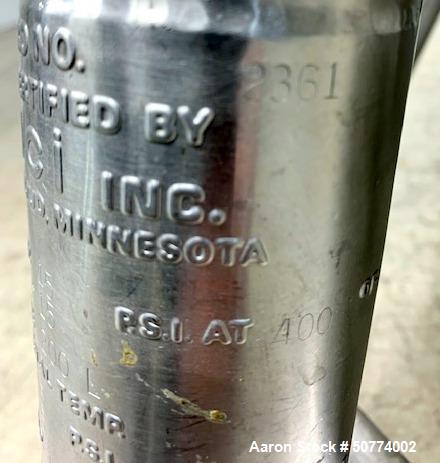 NO. 2361
CERTIFIED BY
INC.
MINNESOTA
P.S.I. AT 400
TEMP.
P.S.I.
Aaron Stock # 50774002